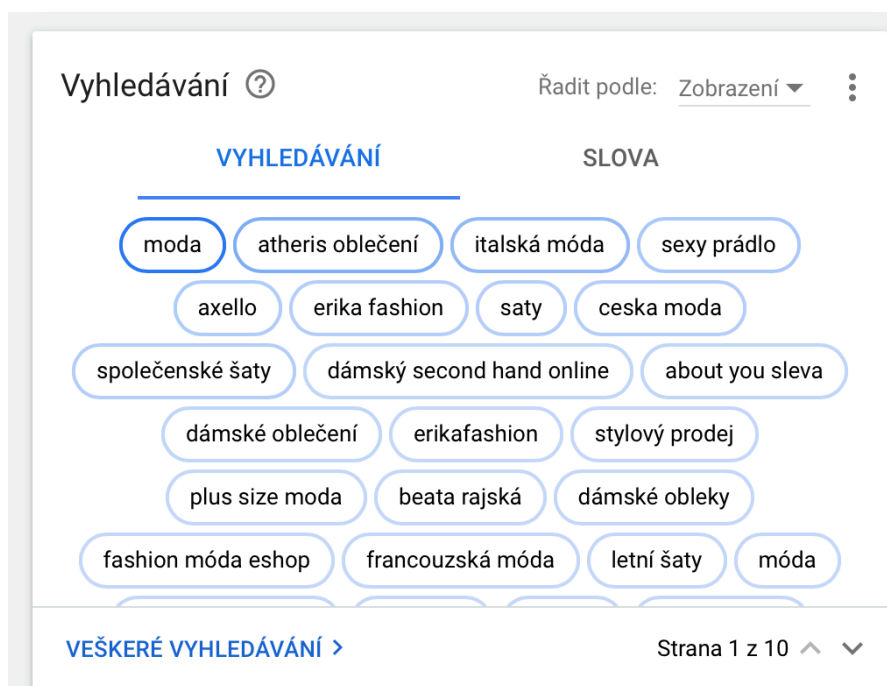 Vyhledávání ?
Řadit podle: Zobrazení
VYHLEDÁVÁNÍ SLOVA
moda atheris oblečení italská móda sexy prádlo
axello erika fashion saty ceska moda
společenské šaty dámský second hand online about you sleva
dámské oblečení erikafashion stylový prodej
plus size moda beata rajská dámské obleky
fashion móda eshop francouzská móda letní šaty móda
VEŠKERÉ VYHLEDÁVÁNÍ > Strana 1 z 10